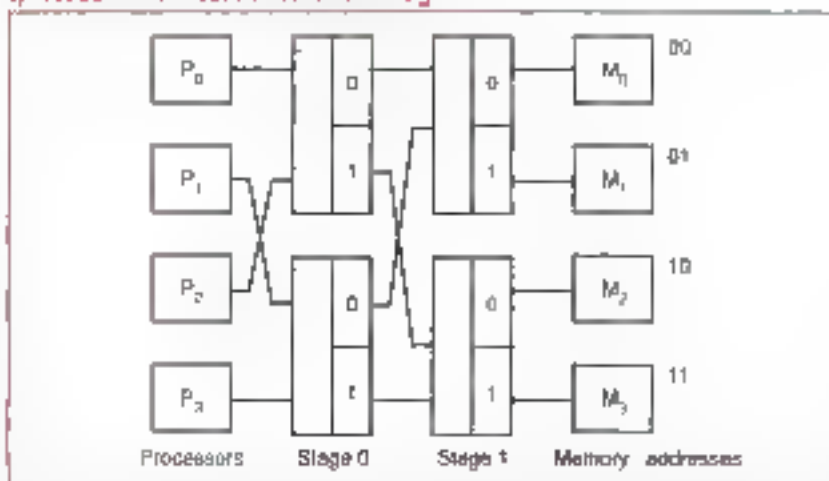 P₀ 0 0 M₀ 00
P₁ 1 1 M₁ 01
P₂ 0 0 M₂ 10
P₃ 1 1 M₃ 11
Processors Stage 0 Stage 1 Memory addresses